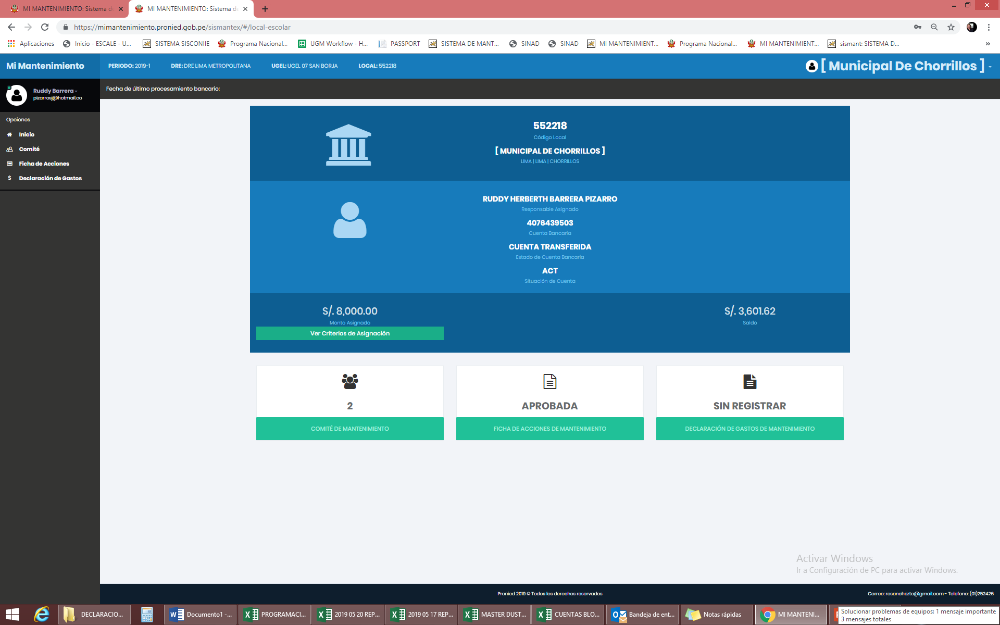 MI MANTENIMIENTO: Sistema de
MI MANTENIMIENTO: Sistema de
https://mimantenimiento.pronied.gob.pe/sismantex/#/local-escolar
Aplicaciones
Inicio - ESCALE - U...
SISTEMA SISCONIIE
Programa Nacional...
UGM Workflow - H...
PASSPORT
SISTEMA DE MANT...
SINAD
SINAD
MI MANTENIMIENT...
Programa Nacional...
MI MANTENIMIENT...
sismant: SISTEMA D...
»
Mi Mantenimiento
PERIODO: 2019-1
DRE: DRE LIMA METROPOLITANA
UGEL: UGEL 07 SAN BORJA
LOCAL: 552218
[ Municipal De Chorrillos ]
Ruddy Barrera
pizarrosj@hotmail.co
Fecha de último procesamiento bancario:
Opciones
Inicio
Comité
Ficha de Acciones
$ Declaración de Gastos
552218
Código Local
[ MUNICIPAL DE CHORRILLOS ]
LIMA | LIMA | CHORRILLOS
RUDDY HERBERTH BARRERA PIZARRO
Responsable Asignado
4076439503
Cuenta Bancaria
CUENTA TRANSFERIDA
Estado de Cuenta Bancaria
ACT
Situación de Cuenta
S/. 8,000.00
Monto Asignado
Ver Criterios de Asignación
S/. 3,601.62
Saldo
2
COMITÉ DE MANTENIMIENTO
APROBADA
FICHA DE ACCIONES DE MANTENIMIENTO
SIN REGISTRAR
DECLARACIÓN DE GASTOS DE MANTENIMIENTO
Activar Windows
Ir a Configuración de PC para activar Windows.
Pronied 2019 © Todos los derechos reservados
Correo: resanchezto@gmail.com - Telefono: (01)252426
DECLARACIO...
Documento1 -...
PROGRAMACI...
2019 05 20 REP...
2019 05 17 REP...
MASTER DUST...
CUENTAS BLO...
Bandeja de ent...
Notas rápidas
MI MANTENI...
Solucionar problemas de equipos: 1 mensaje importante
3 mensajes totales